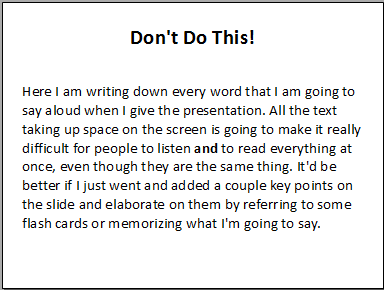 Don't Do This!
Here I am writing down every word that I am going to
say aloud when I give the presentation. All the text
taking up space on the screen is going to make it really
difficult for people to listen and to read everything at
once, even though they are the same thing. It'd be
better if I just went and added a couple key points on
the slide and elaborate on them by referring to some
flash cards or memorizing what I'm going to say.